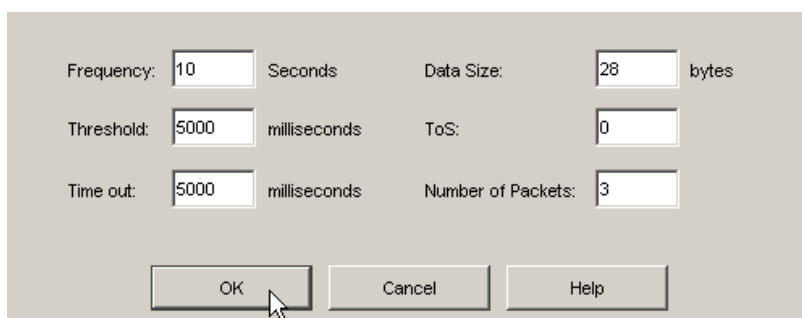 Frequency: 10 Seconds Data Size: 28 bytes
Threshold: 5000 milliseconds ToS: 0
Time out: 5000 milliseconds Number of Packets: 3
OK Cancel Help